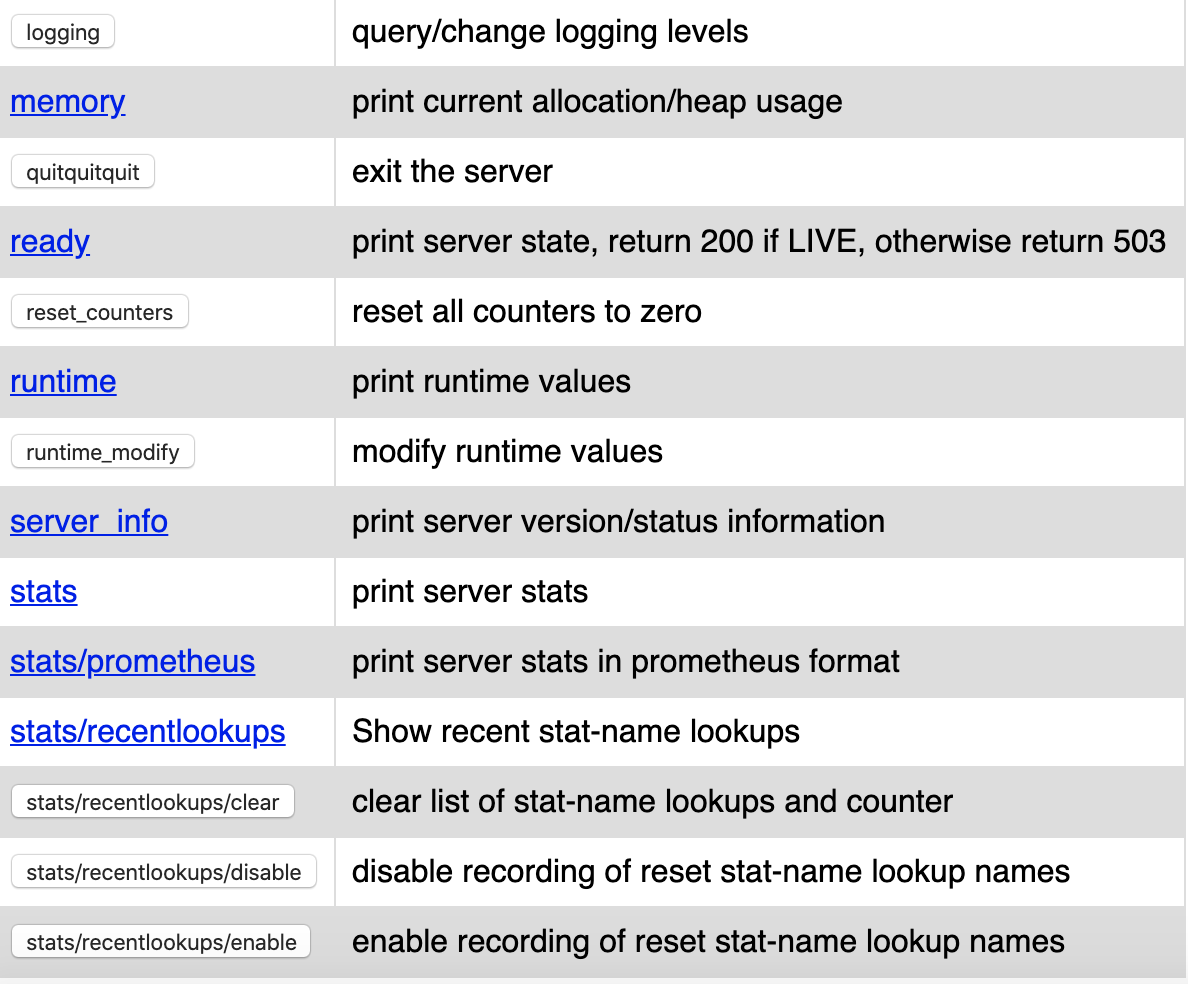 logging query/change logging levels
memory print current allocation/heap usage
quitquitquit exit the server
ready print server state, return 200 if LIVE, otherwise return 503
reset_counters reset all counters to zero
runtime print runtime values
runtime_modify modify runtime values
server_info print server version/status information
stats print server stats
stats/prometheus print server stats in prometheus format
stats/recentlookups Show recent stat-name lookups
stats/recentlookups/clear clear list of stat-name lookups and counter
stats/recentlookups/disable disable recording of reset stat-name lookup names
stats/recentlookups/enable enable recording of reset stat-name lookup names